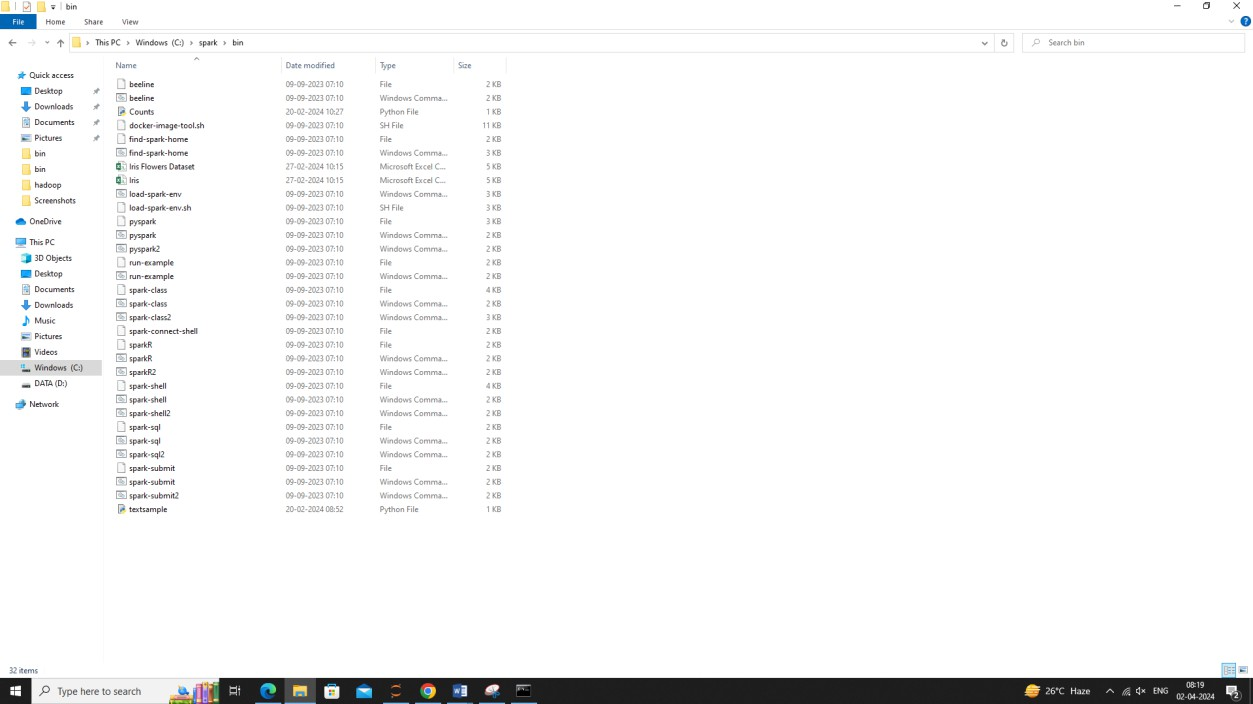 bin
File Home Share View
This PC Windows (C:) spark bin Search bin
Name Date modified Type Size
Quick access
Desktop
Downloads
Documents
Pictures
bin
bin
hadoop
Screenshots
OneDrive
This PC
3D Objects
Desktop
Documents
Downloads
Music
Pictures
Videos
Windows (C:)
DATA (D:)
Network
beeline 09-09-2023 07:10 File 2 KB
beeline 09-09-2023 07:10 Windows Comma... 2 KB
Counts 20-02-2024 10:27 Python File 1 KB
docker-image-tool.sh 09-09-2023 07:10 SH File 11 KB
find-spark-home 09-09-2023 07:10 File 2 KB
find-spark-home 09-09-2023 07:10 Windows Comma... 3 KB
Iris Flowers Dataset 27-02-2024 10:15 Microsoft Excel C... 5 KB
Iris 27-02-2024 10:15 Microsoft Excel C... 5 KB
load-spark-env 09-09-2023 07:10 Windows Comma... 3 KB
load-spark-env.sh 09-09-2023 07:10 SH File 3 KB
pyspark 09-09-2023 07:10 File 3 KB
pyspark 09-09-2023 07:10 Windows Comma... 2 KB
pyspark2 09-09-2023 07:10 Windows Comma... 2 KB
run-example 09-09-2023 07:10 File 2 KB
run-example 09-09-2023 07:10 Windows Comma... 2 KB
spark-class 09-09-2023 07:10 File 4 KB
spark-class 09-09-2023 07:10 Windows Comma... 2 KB
spark-class2 09-09-2023 07:10 Windows Comma... 3 KB
spark-connect-shell 09-09-2023 07:10 File 2 KB
sparkR 09-09-2023 07:10 File 2 KB
sparkR 09-09-2023 07:10 Windows Comma... 2 KB
sparkR2 09-09-2023 07:10 Windows Comma... 2 KB
spark-shell 09-09-2023 07:10 File 4 KB
spark-shell 09-09-2023 07:10 Windows Comma... 2 KB
spark-shell2 09-09-2023 07:10 Windows Comma... 2 KB
spark-sql 09-09-2023 07:10 File 2 KB
spark-sql 09-09-2023 07:10 Windows Comma... 2 KB
spark-sql2 09-09-2023 07:10 Windows Comma... 2 KB
spark-submit 09-09-2023 07:10 File 2 KB
spark-submit 09-09-2023 07:10 Windows Comma... 2 KB
spark-submit2 09-09-2023 07:10 Windows Comma... 2 KB
textsample 20-02-2024 08:52 Python File 1 KB
32 items
Type here to search 26°C Haze ENG 08:19
02-04-2024 2